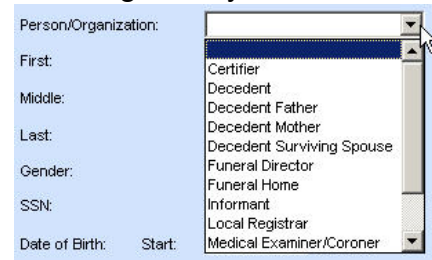 Person/Organization:
First:
Middle:
Last:
Gender:
SSN:
Date of Birth: Start:
Certifier
Decedent
Decedent Father
Decedent Mother
Decedent Surviving Spouse
Funeral Director
Funeral Home
Informant
Local Registrar
Medical Examiner/Coroner